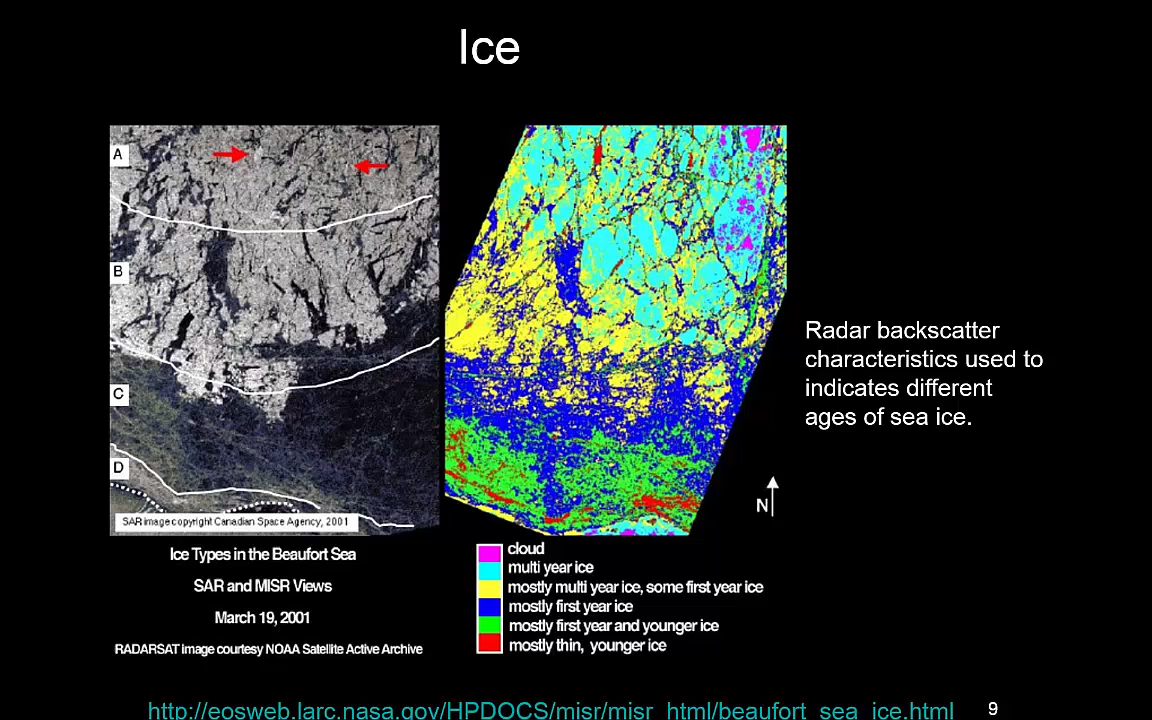 Ice
A
B
C
D
SAR image copyright Canadian Space Agency, 2001
N
Radar backscatter
characteristics used to
indicates different
ages of sea ice.
Ice Types in the Beaufort Sea
SAR and MISR Views
March 19, 2001
RADARSAT image courtesy NOAA Satellite Active Archive
cloud
multi year ice
mostly multi year ice, some first year ice
mostly first year ice
mostly first year and younger ice
mostly thin, younger ice
http://eosweb.larc.nasa.gov/HPDOCS/misr/misr_html/beaufort_sea_ice.html
9